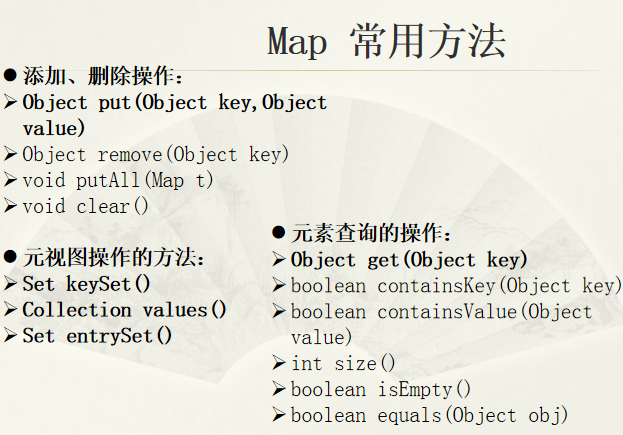 Map 常用方法
● 添加、删除操作：
➢ Object put(Object key,Object
value)
➢ Object remove(Object key)
➢ void putAll(Map t)
➢ void clear()
● 元视图操作的方法：
➢ Set keySet()
➢ Collection values()
➢ Set entrySet()
● 元素查询的操作：
➢ Object get(Object key)
➢ boolean containsKey(Object key)
➢ boolean containsValue(Object
value)
➢ int size()
➢ boolean isEmpty()
➢ boolean equals(Object obj)